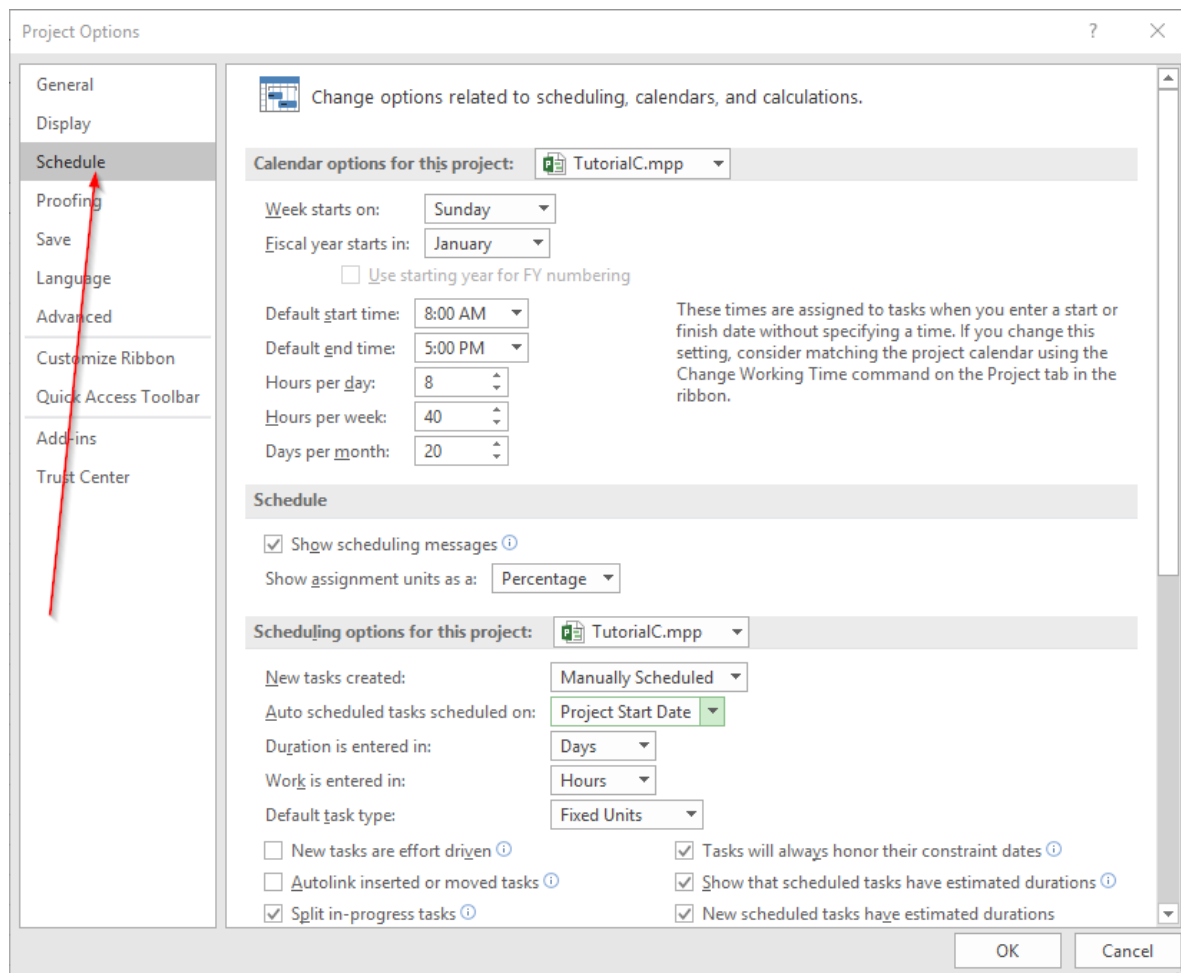 Project Options
?
General
Display
Schedule
Proofing
Save
Language
Advanced
Customize Ribbon
Quick Access Toolbar
Add-ins
Trust Center
Change options related to scheduling, calendars, and calculations.
Calendar options for this project: TutorialC.mpp
Week starts on: Sunday
Fiscal year starts in: January
Use starting year for FY numbering
Default start time: 8:00 AM
Default end time: 5:00 PM
Hours per day: 8
Hours per week: 40
Days per month: 20
These times are assigned to tasks when you enter a start or
finish date without specifying a time. If you change this
setting, consider matching the project calendar using the
Change Working Time command on the Project tab in the
ribbon.
Schedule
Show scheduling messages
Show assignment units as a: Percentage
Scheduling options for this project: TutorialC.mpp
New tasks created: Manually Scheduled
Auto scheduled tasks scheduled on: Project Start Date
Duration is entered in: Days
Work is entered in: Hours
Default task type: Fixed Units
New tasks are effort driven
Autolink inserted or moved tasks
Split in-progress tasks
Tasks will always honor their constraint dates
Show that scheduled tasks have estimated durations
New scheduled tasks have estimated durations
OK
Cancel